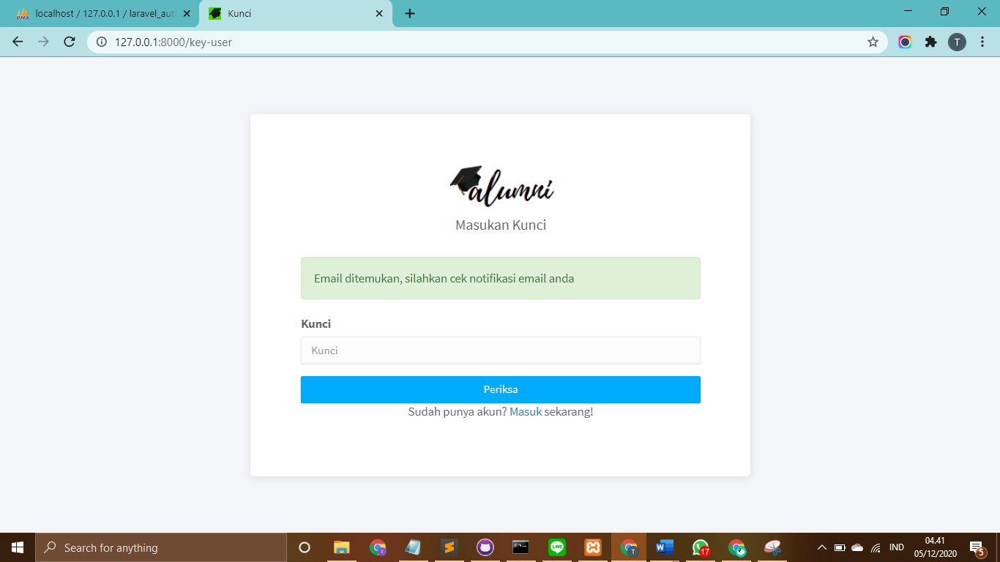 localhost / 127.0.0.1 / laravel_auth
Kunci
127.0.0.1:8000/key-user
T
alumni
Masukan Kunci
Email ditemukan, silahkan cek notifikasi email anda
Kunci
Kunci
Periksa
Sudah punya akun? Masuk sekarang!
Search for anything
T
LINE
T
W
17
IND
04.41
05/12/2020
5